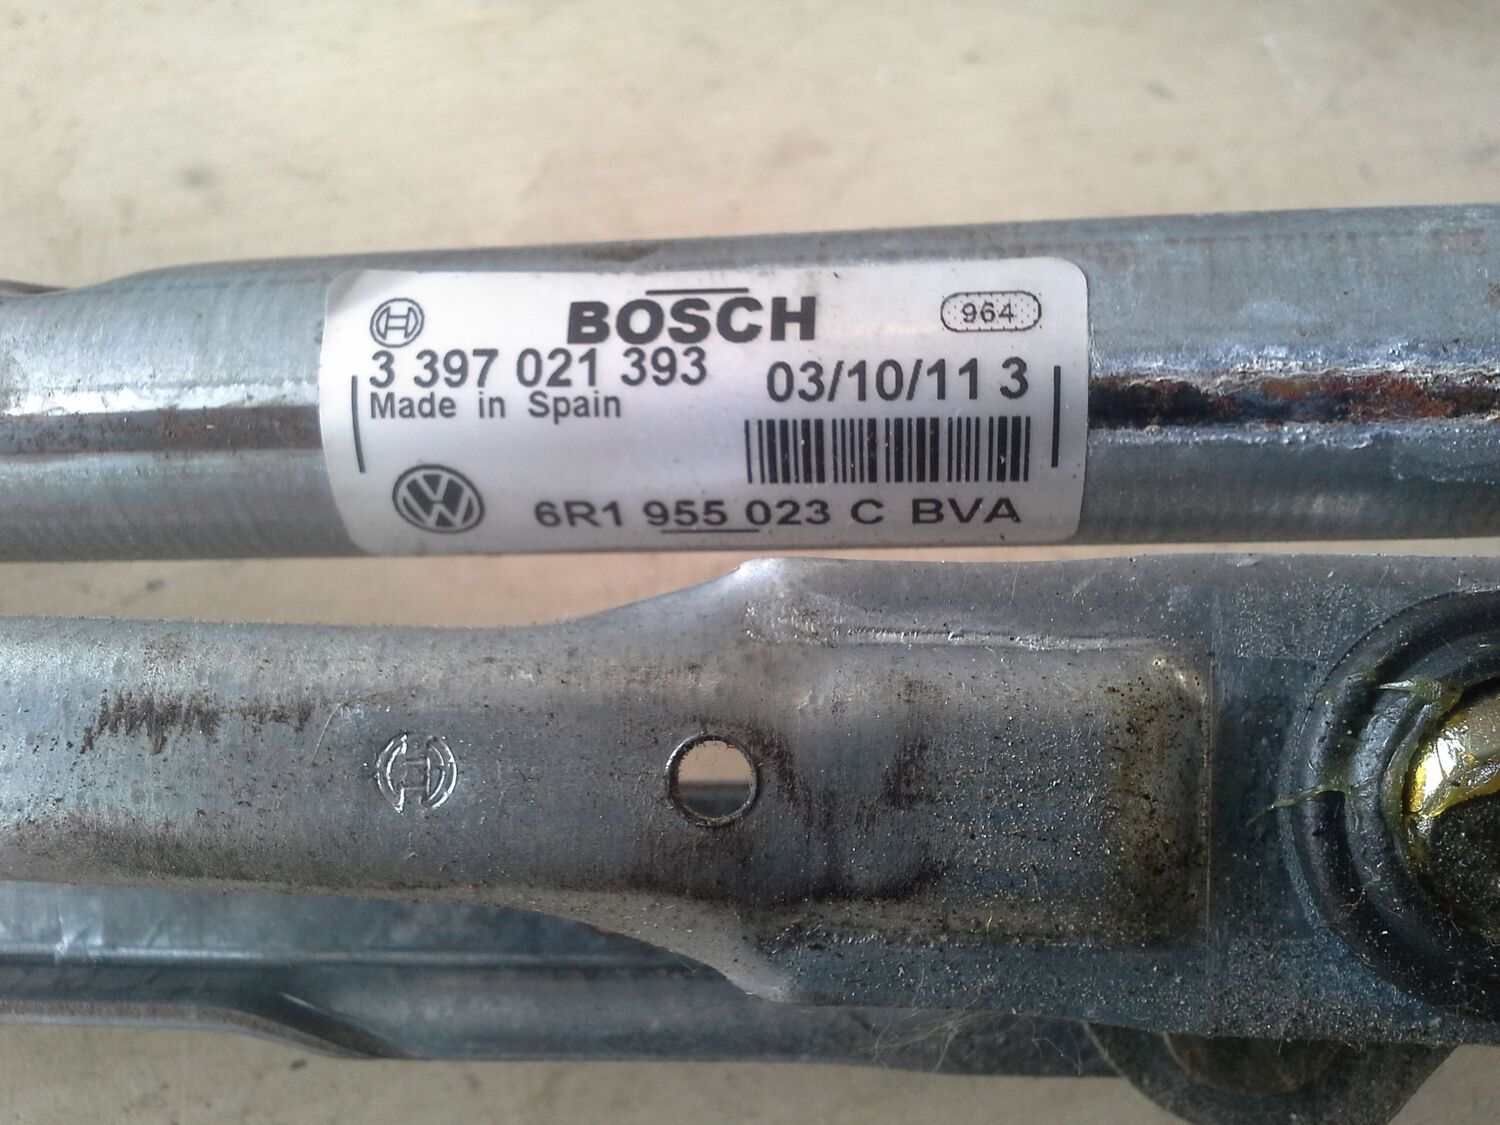 BOSCH
964
3 397 021 393
03/10/11 3
Made in Spain
6R1 955 023 C BVA